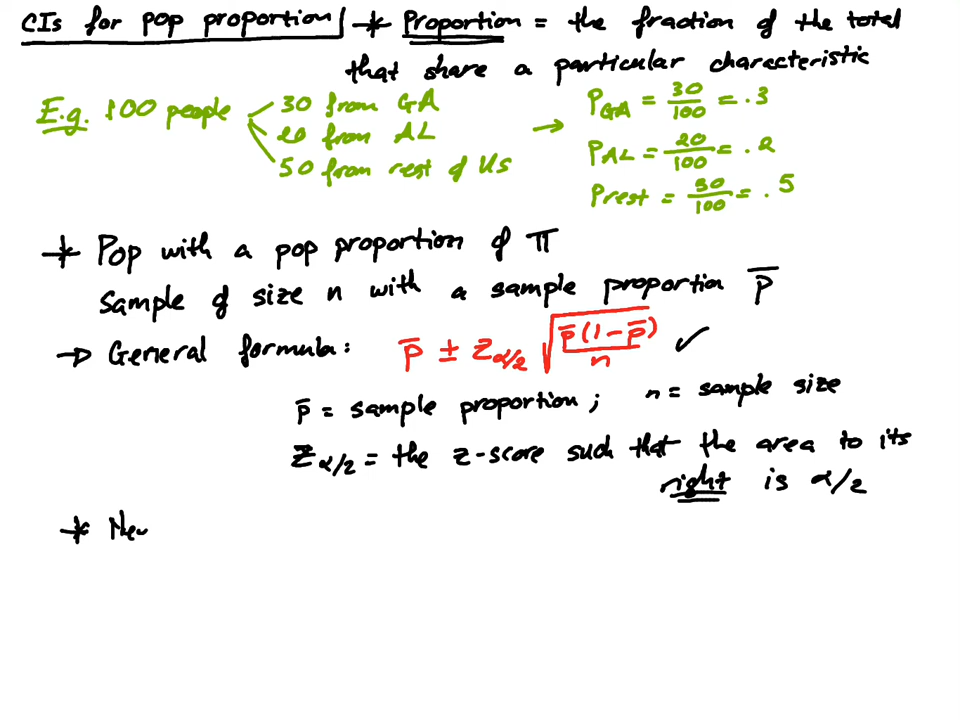 CIs for pop proportion * Proportion = the fraction of the total
that share a particular characteristic
E.g. 100 people
30 from GA
20 from AL
50 from rest of US
→
P_GA = 30/100 = .3
P_AL = 20/100 = .2
P_rest = 30/100 = .5
* Pop with a pop proportion of π
Sample of size n with a sample proportion p̄
→ General formula: p̄ ± Z_α/2 √(p̄(1-p̄)/n) ✓
p̄ = sample proportion; n = sample size
Z_α/2 = the z-score such that the area to its
right is α/2
*